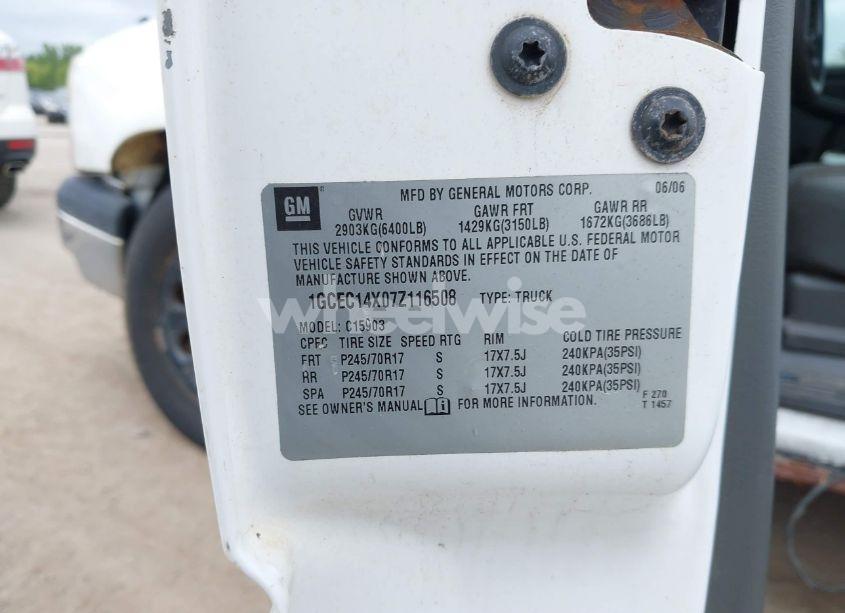 GM
MFD BY GENERAL MOTORS CORP. 06/06
GVWR GAWR FRT GAWR RR
2903KG(6400LB) 1429KG(3150LB) 1672KG(3686LB)
THIS VEHICLE CONFORMS TO ALL APPLICABLE U.S. FEDERAL MOTOR
VEHICLE SAFETY STANDARDS IN EFFECT ON THE DATE OF
MANUFACTURE SHOWN ABOVE.
1GCEC14X07Z116508 TYPE: TRUCK
wheelwise
MODEL: C15903
CPEC TIRE SIZE SPEED RTG RIM COLD TIRE PRESSURE
FRT P245/70R17 S 17X7.5J 240KPA(35PSI)
RR P245/70R17 S 17X7.5J 240KPA(35PSI)
SPA P245/70R17 S 17X7.5J 240KPA(35PSI)
SEE OWNER'S MANUAL FOR MORE INFORMATION.
F 270
T 1457